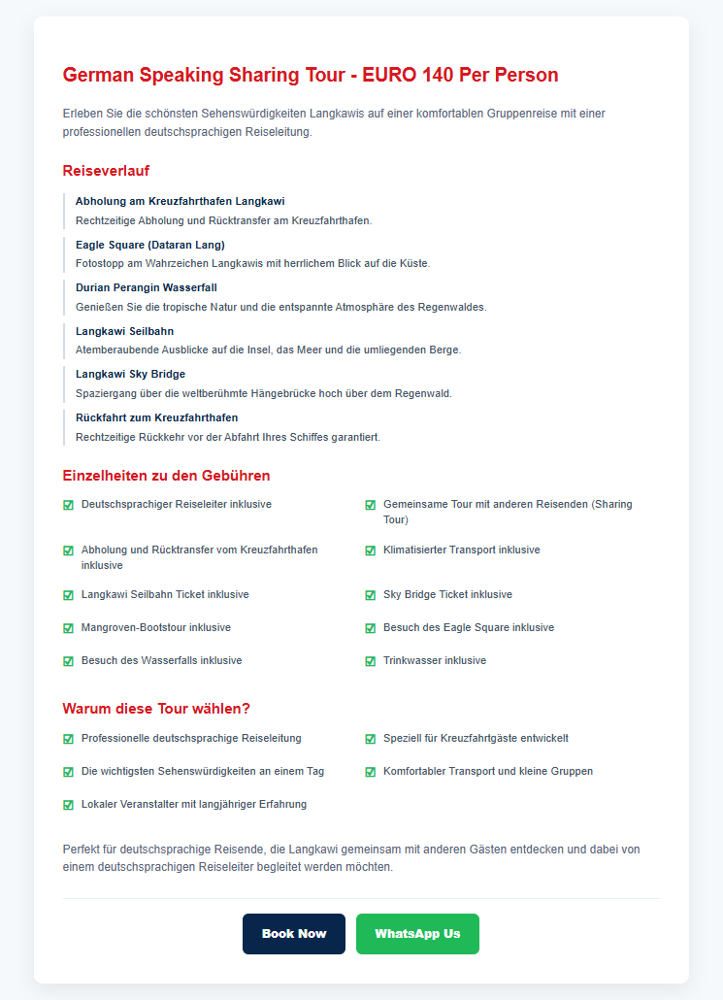 German Speaking Sharing Tour - EURO 140 Per Person
Erleben Sie die schönsten Sehenswürdigkeiten Langkawis auf einer komfortablen Gruppenreise mit einer
professionellen deutschsprachigen Reiseleitung.
Reiseverlauf
Abholung am Kreuzfahrthafen Langkawi
Rechtzeitige Abholung und Rücktransfer am Kreuzfahrthafen.
Eagle Square (Dataran Lang)
Fotostopp am Wahrzeichen Langkawis mit herrlichem Blick auf die Küste.
Durian Perangin Wasserfall
Genießen Sie die tropische Natur und die entspannte Atmosphäre des Regenwaldes.
Langkawi Seilbahn
Atemberaubende Ausblicke auf die Insel, das Meer und die umliegenden Berge.
Langkawi Sky Bridge
Spaziergang über die weltberühmte Hängebrücke hoch über dem Regenwald.
Rückfahrt zum Kreuzfahrthafen
Rechtzeitige Rückkehr vor der Abfahrt Ihres Schiffes garantiert.
Einzelheiten zu den Gebühren
Deutschsprachiger Reiseleiter inklusive
Gemeinsame Tour mit anderen Reisenden (Sharing
Tour)
Abholung und Rücktransfer vom Kreuzfahrthafen
inklusive
Klimatisierter Transport inklusive
Langkawi Seilbahn Ticket inklusive
Sky Bridge Ticket inklusive
Mangroven-Bootstour inklusive
Besuch des Eagle Square inklusive
Besuch des Wasserfalls inklusive
Trinkwasser inklusive
Warum diese Tour wählen?
Professionelle deutschsprachige Reiseleitung
Speziell für Kreuzfahrtgäste entwickelt
Die wichtigsten Sehenswürdigkeiten an einem Tag
Komfortabler Transport und kleine Gruppen
Lokaler Veranstalter mit langjähriger Erfahrung
Perfekt für deutschsprachige Reisende, die Langkawi gemeinsam mit anderen Gästen entdecken und dabei von
einem deutschsprachigen Reiseleiter begleitet werden möchten.
Book Now
WhatsApp Us